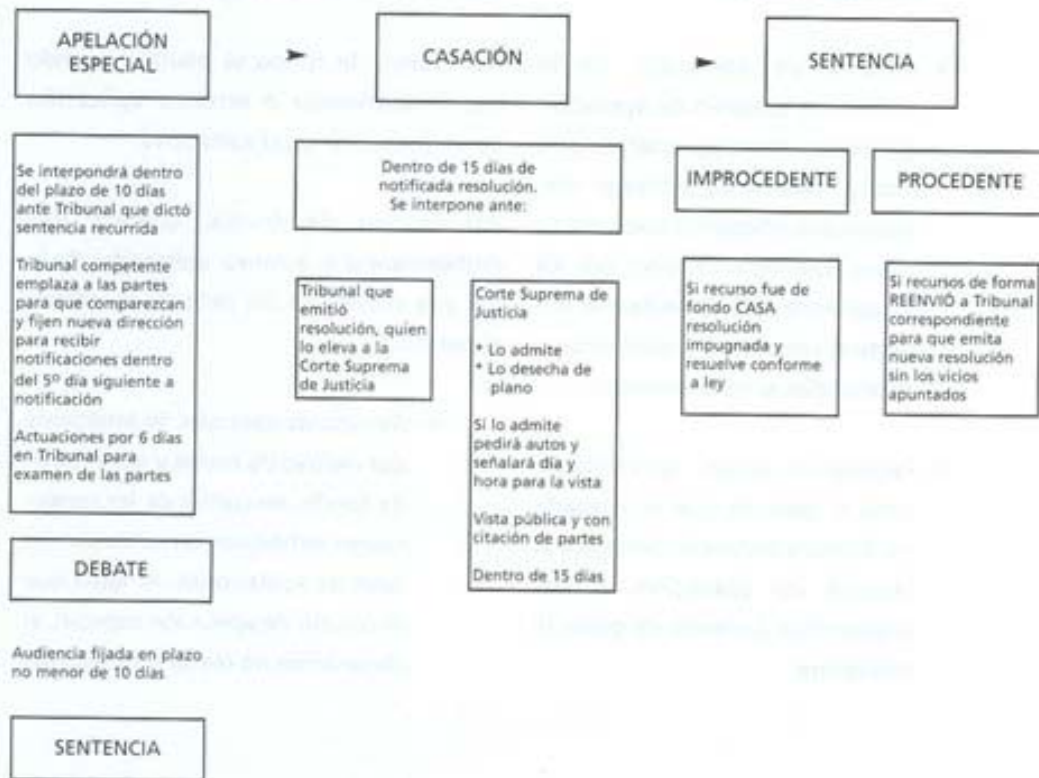 APELACIÓN
ESPECIAL
CASACIÓN
SENTENCIA
Se interpondrá dentro
del plazo de 10 días
ante Tribunal que dictó
sentencia recurrida
Tribunal competente
emplaza a las partes
para que comparezcan
y fijen nueva dirección
para recibir
notificaciones dentro
del 5º día siguiente a
notificación
Actuaciones por 6 días
en Tribunal para
examen de las partes
DEBATE
Audiencia fijada en plazo
no menor de 10 días
SENTENCIA
Dentro de 15 días de
notificada resolución.
Se interpone ante:
Tribunal que
emitió
resolución, quien
lo eleva a la
Corte Suprema
de Justicia
Corte Suprema de
Justicia
* Lo admite
* Lo desecha de
plano
Sí lo admite
pedirá autos y
señalará día y
hora para la vista
Vista pública y con
citación de partes
Dentro de 15 días
IMPROCEDENTE
Si recurso fue de
fondo CASA
resolución
impugnada y
resuelve conforme
a ley
PROCEDENTE
Si recursos de forma
REENVIÓ a Tribunal
correspondiente
para que emita
nueva resolución
sin los vicios
apuntados